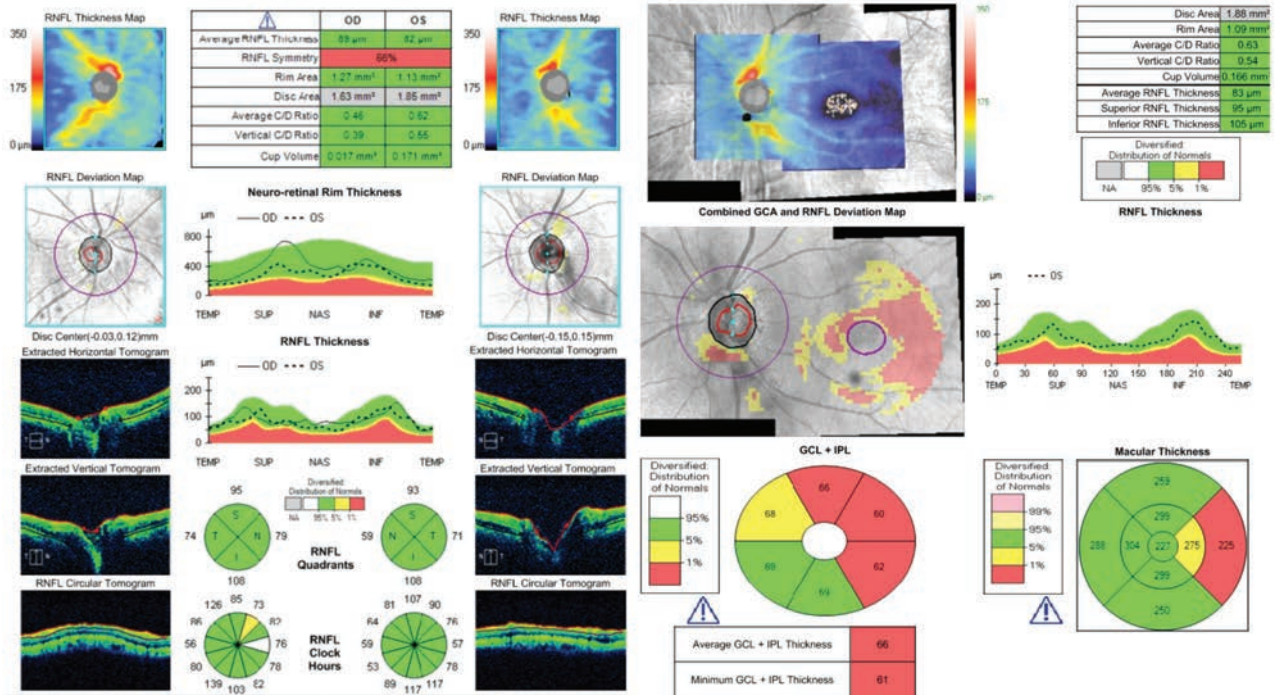 RNFL Thickness Map
350
175
0 µm
OD OS
Average RNFL Thickness 89 µm 82 µm
RNFL Symmetry 66%
Rim Area 1.27 mm² 1.13 mm²
Disc Area 1.63 mm² 1.85 mm²
Average C/D Ratio 0.46 0.62
Vertical C/D Ratio 0.39 0.55
Cup Volume 0.017 mm³ 0.171 mm³
RNFL Thickness Map
350
175
0 µm
RNFL Deviation Map
Disc Center(-0.03,0.12)mm
Neuro-retinal Rim Thickness
µm
OD OS
800
400
0
TEMP SUP NAS INF TEMP
RNFL Deviation Map
Disc Center(-0.15,0.15)mm
Extracted Horizontal Tomogram
T N
RNFL Thickness
µm
OD OS
200
100
0
TEMP SUP NAS INF TEMP
Extracted Horizontal Tomogram
N T
Extracted Vertical Tomogram
Diversified:
Distribution of Normals
NA 95% 5% 1%
95
74 S T N I 79
108
RNFL
Quadrants
93
59 S N T I 71
108
Extracted Vertical Tomogram
RNFL Circular Tomogram
85
126 73
86 82
56 76
80 78
139 82
103
RNFL
Clock
Hours
107
81 90
64 76
59 57
53 78
89 117
117
RNFL Circular Tomogram
350
175
0 µm
Disc Area 1.88 mm²
Rim Area 1.09 mm²
Average C/D Ratio 0.63
Vertical C/D Ratio 0.54
Cup Volume 0.166 mm³
Average RNFL Thickness 83 µm
Superior RNFL Thickness 95 µm
Inferior RNFL Thickness 105 µm
Diversified:
Distribution of Normals
NA 95% 5% 1%
Combined GCA and RNFL Deviation Map
RNFL Thickness
µm
OS
200
150
100
50
0
0 30 60 90 120 150 180 210 240
TEMP SUP NAS INF TEMP
GCL + IPL
Diversified:
Distribution
of Normals
95%
5%
1%
66
68 60
69 62
69
Average GCL + IPL Thickness 66
Minimum GCL + IPL Thickness 61
Macular Thickness
Diversified:
Distribution
of Normals
99%
95%
5%
1%
259
299
288 304 227 275 225
299
250